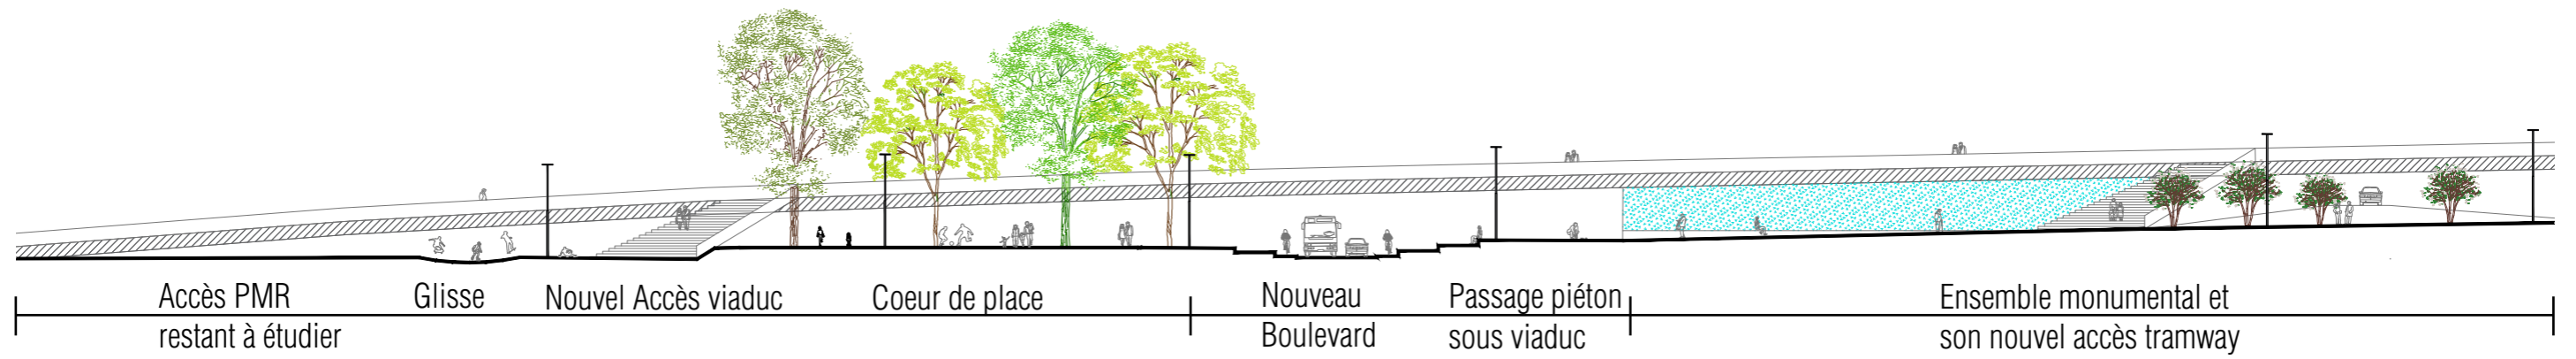 Accès PMR
restant à étudier
Glisse
Nouvel Accès viaduc
Coeur de place
Nouveau
Boulevard
Passage piéton
sous viaduc
Ensemble monumental et
son nouvel accès tramway